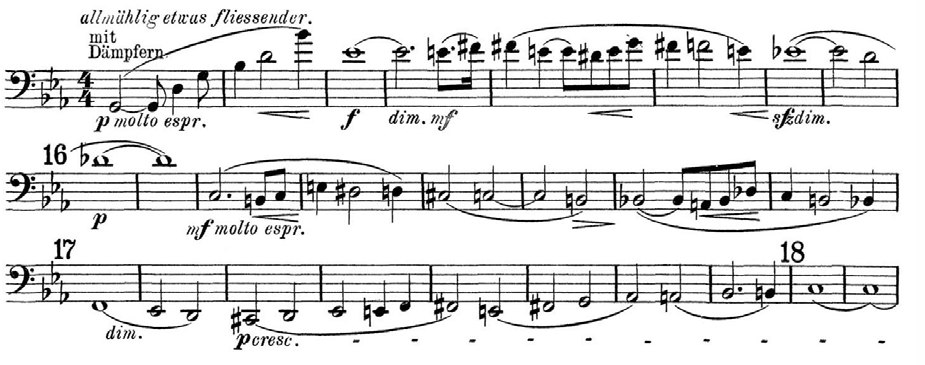 allmählig etwas fliessender.
mit
Dämpfern.
4
4
p molto espr.
f
dim. mf
sfz dim.
16
p
mf molto espr.
17
18
dim.
p cresc. - - - - - - - -